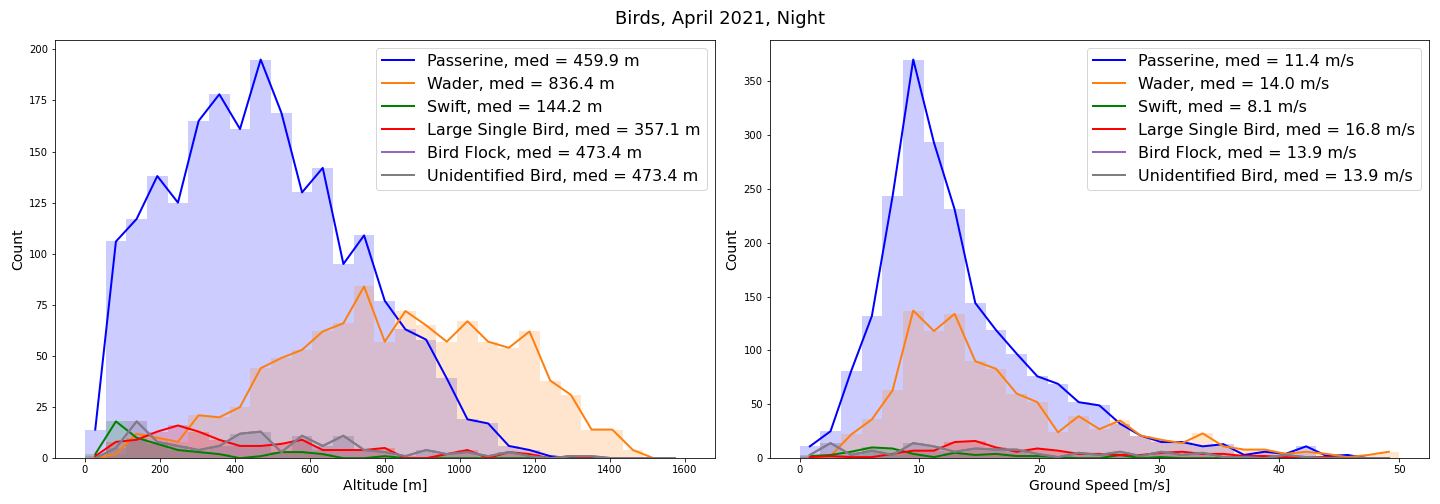 Birds, April 2021, Night
200
175
150
125
100
75
50
25
0
Count
0 200 400 600 800 1000 1200 1400 1600
Altitude [m]
Passerine, med = 459.9 m
Wader, med = 836.4 m
Swift, med = 144.2 m
Large Single Bird, med = 357.1 m
Bird Flock, med = 473.4 m
Unidentified Bird, med = 473.4 m
350
300
250
200
150
100
50
0
Count
0 10 20 30 40 50
Ground Speed [m/s]
Passerine, med = 11.4 m/s
Wader, med = 14.0 m/s
Swift, med = 8.1 m/s
Large Single Bird, med = 16.8 m/s
Bird Flock, med = 13.9 m/s
Unidentified Bird, med = 13.9 m/s